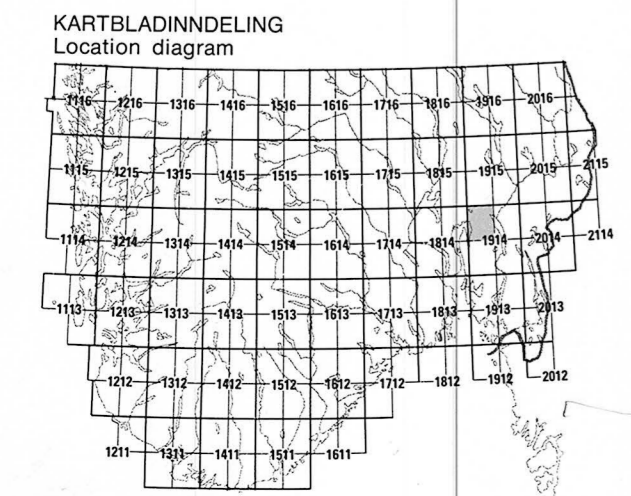 KARTBLADINNDELING
Location diagram
1116 1216 1316 1416 1516 1616 1716 1816 1916 2016
1115 1215 1315 1415 1515 1615 1715 1815 1915 2015 2115
1114 1214 1314 1414 1514 1614 1714 1814 1914 2014 2114
1113 1213 1313 1413 1513 1613 1713 1813 1913 2013
1212 1312 1412 1512 1612 1712 1812 1912 2012
1211 1311 1411 1511 1611